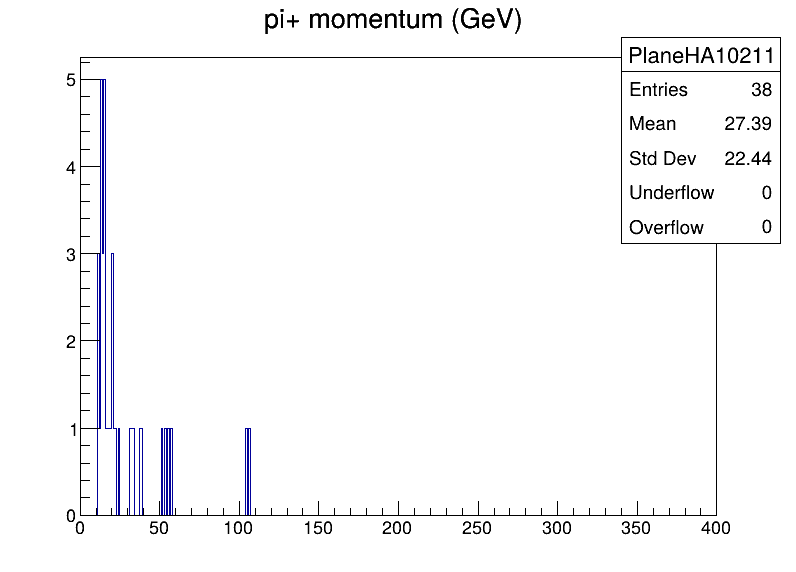 pi+ momentum (GeV)
PlaneHA10211
Entries 38
Mean 27.39
Std Dev 22.44
Underflow 0
Overflow 0
5
4
3
2
1
0
0 50 100 150 200 250 300 350 400